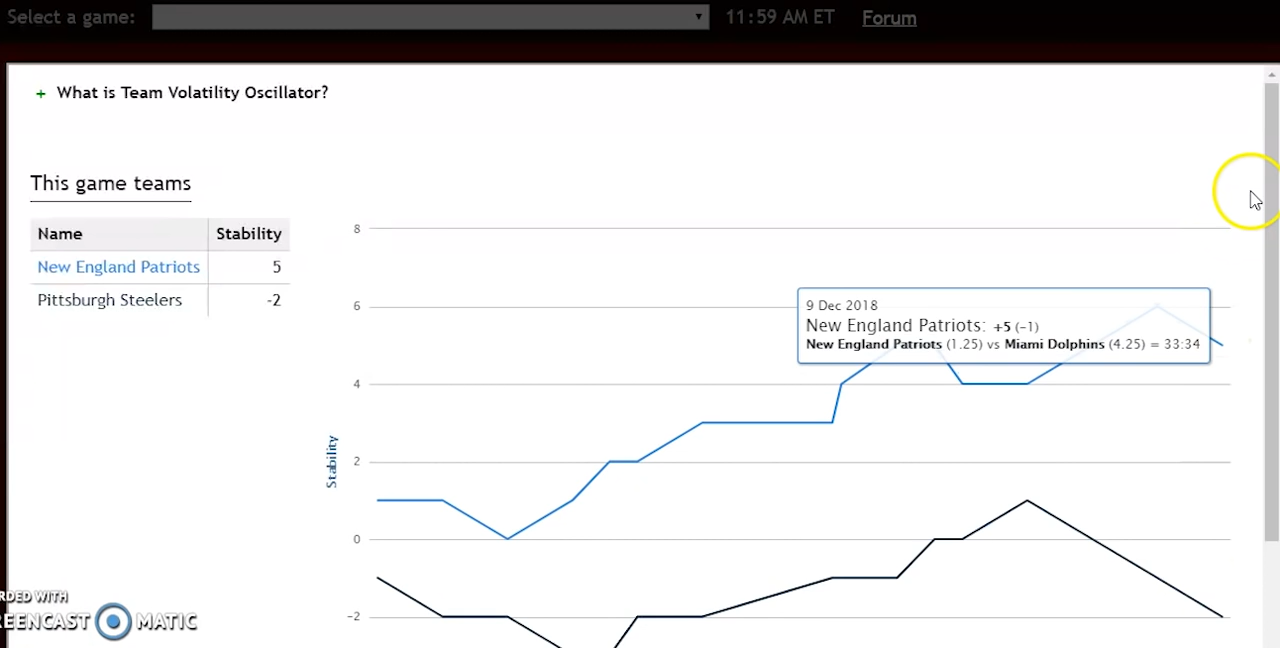 Select a game: 11:59 AM ET Forum
+ What is Team Volatility Oscillator?
This game teams
Name Stability
New England Patriots 5
Pittsburgh Steelers -2
8
6
4
2
0
-2
Stability
9 Dec 2018
New England Patriots: +5 (-1)
New England Patriots (1.25) vs Miami Dolphins (4.25) = 33:34
RDED WITH
REENCAST MATIC